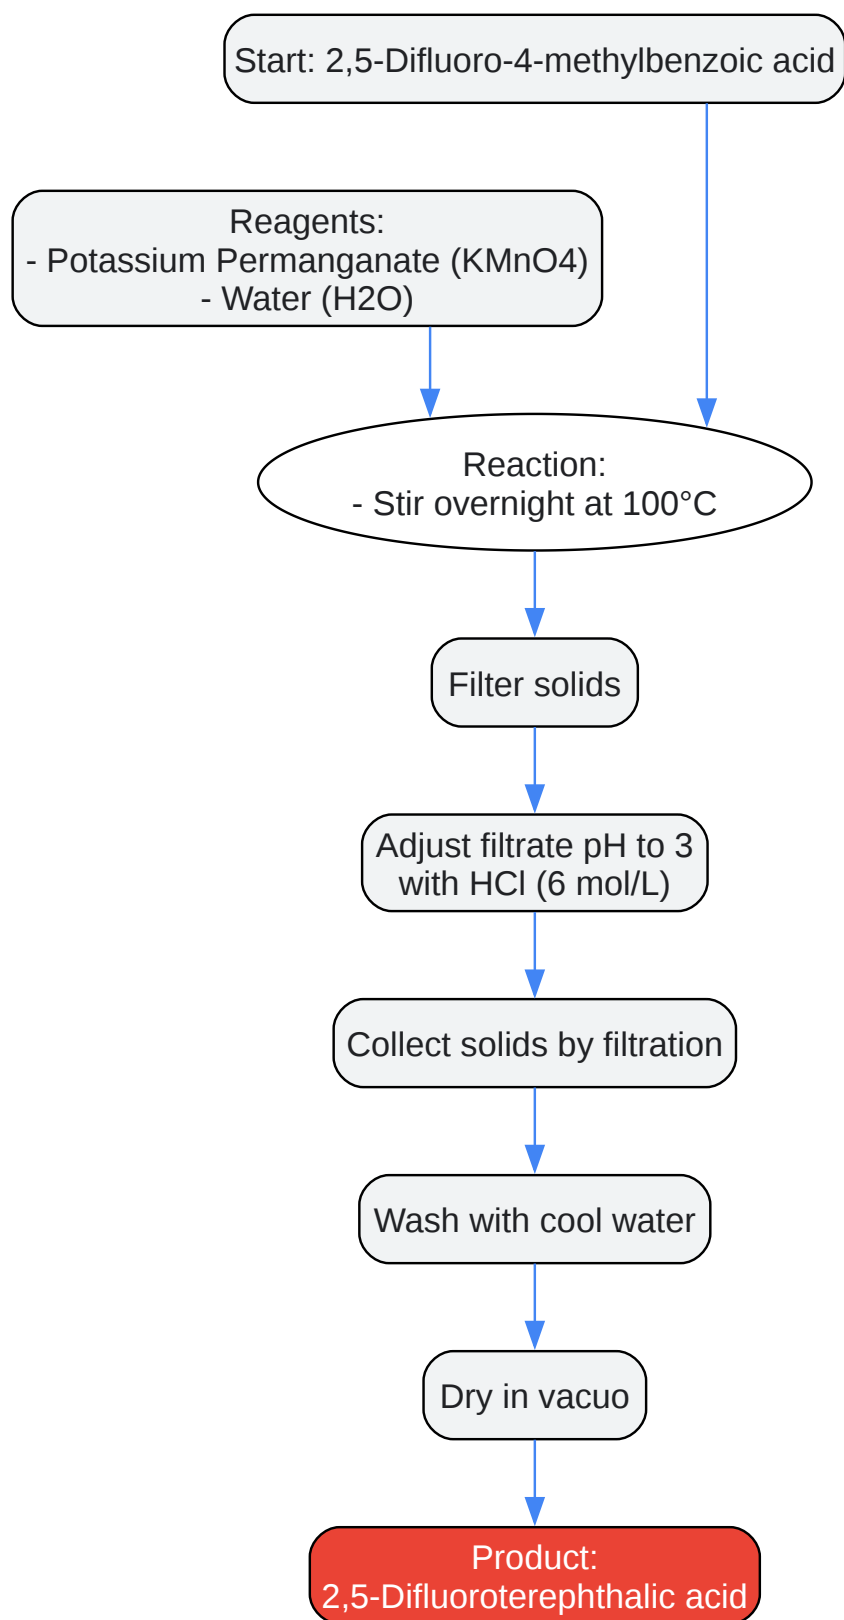 Start: 2,5-Difluoro-4-methylbenzoic acid
Reagents:
- Potassium Permanganate (KMnO4)
- Water (H2O)
Reaction:
- Stir overnight at 100°C
Filter solids
Adjust filtrate pH to 3
with HCl (6 mol/L)
Collect solids by filtration
Wash with cool water
Dry in vacuo
Product:
2,5-Difluoroterephthalic acid